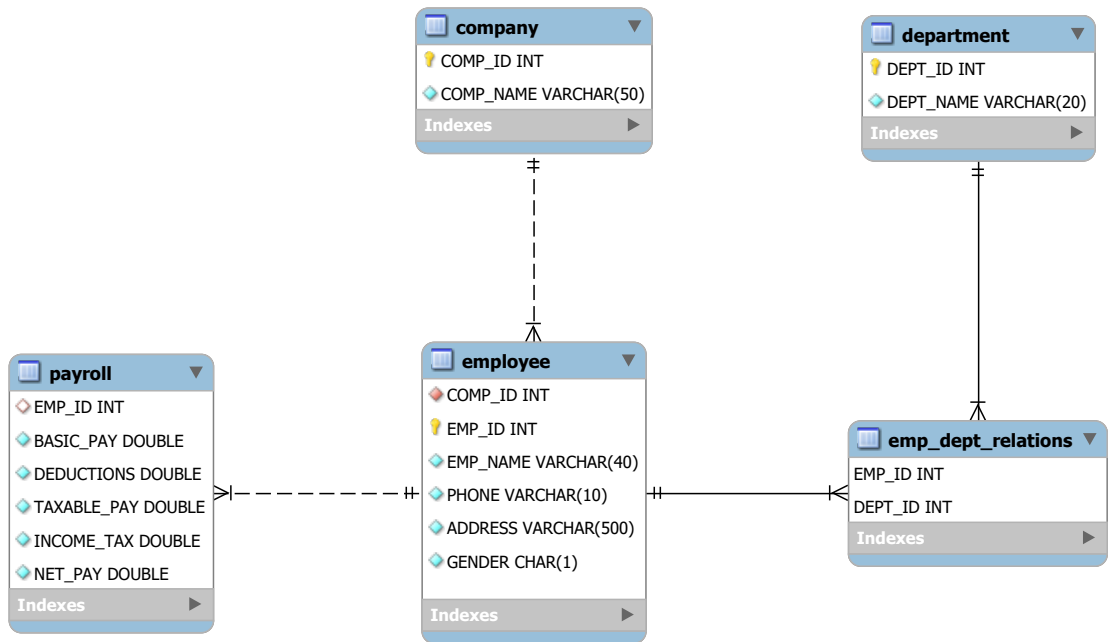 company
COMP_ID INT
COMP_NAME VARCHAR(50)
Indexes
department
DEPT_ID INT
DEPT_NAME VARCHAR(20)
Indexes
payroll
EMP_ID INT
BASIC_PAY DOUBLE
DEDUCTIONS DOUBLE
TAXABLE_PAY DOUBLE
INCOME_TAX DOUBLE
NET_PAY DOUBLE
Indexes
employee
COMP_ID INT
EMP_ID INT
EMP_NAME VARCHAR(40)
PHONE VARCHAR(10)
ADDRESS VARCHAR(500)
GENDER CHAR(1)
Indexes
emp_dept_relations
EMP_ID INT
DEPT_ID INT
Indexes